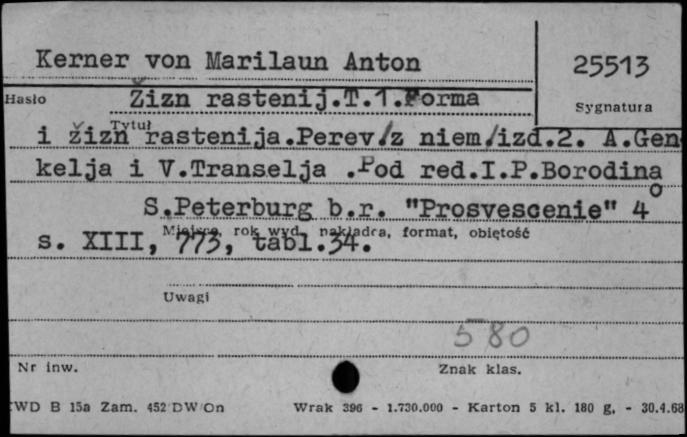 Kerner von Marilaun Anton
25513
Hasło
Žizn rastenij.T.1.Forma
Sygnatura
Tytuł
i žizn rastenija.Perev/z niem/izd.2. A.Gen
kelja i V.Transelja .Pod red.I.P.Borodina
S.Peterburg b.r. "Prosvescenie" 4o
Miejsce, rok wyd., nakładca, format, objętość
s. XIII, 773, tabl.34.
Uwagi
580
Nr inw.
Znak klas.
WD B 15a Zam. 452 DW/On Wrak 396 - 1.730.000 - Karton 5 kl. 180 g. - 30.4.68